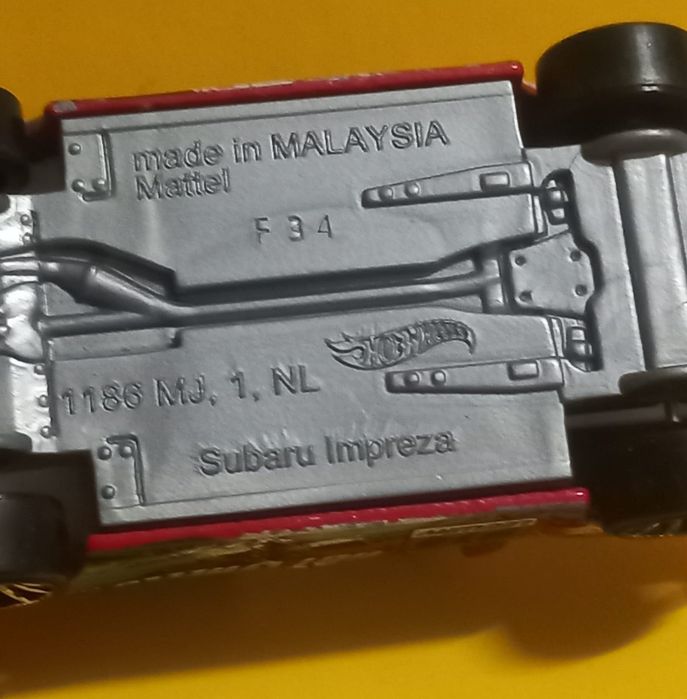 made in MALAYSIA
Mattel
F 3 4
HOT WHEELS
1186 MJ, 1, NL
Subaru Impreza